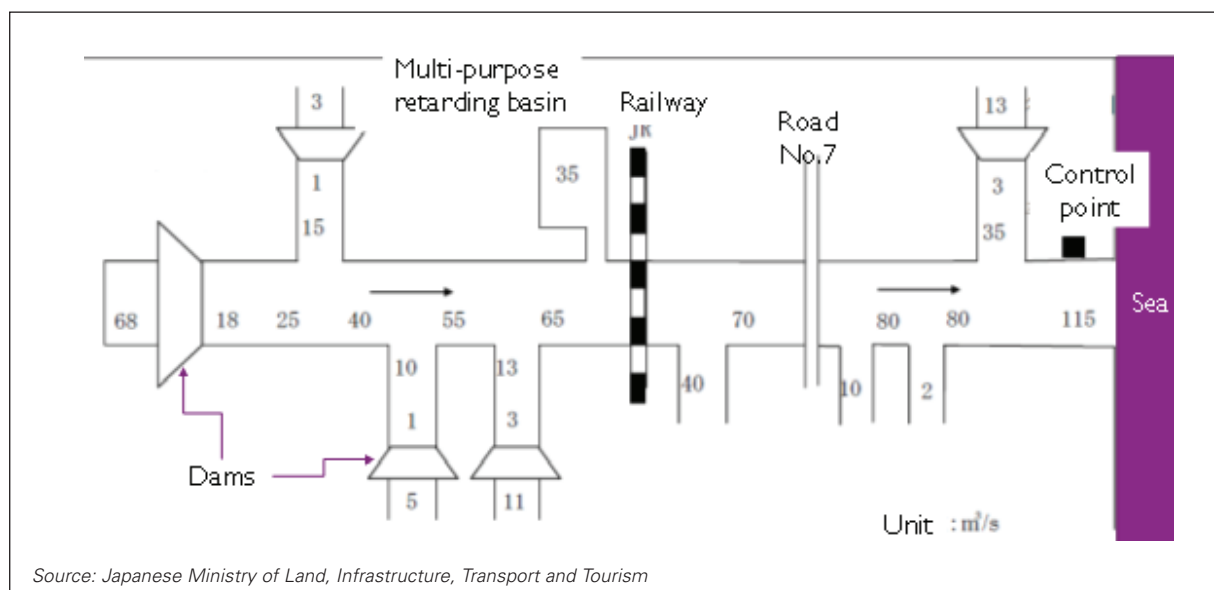 Multi-purpose
retarding basin
Railway
JR
Road
No.7
3
13
35
1
3
Control
point
15
35
68
18
25
40
55
65
70
80
80
115
Sea
10
13
40
10
2
1
3
Dams
5
11
Unit :m³/s
Source: Japanese Ministry of Land, Infrastructure, Transport and Tourism